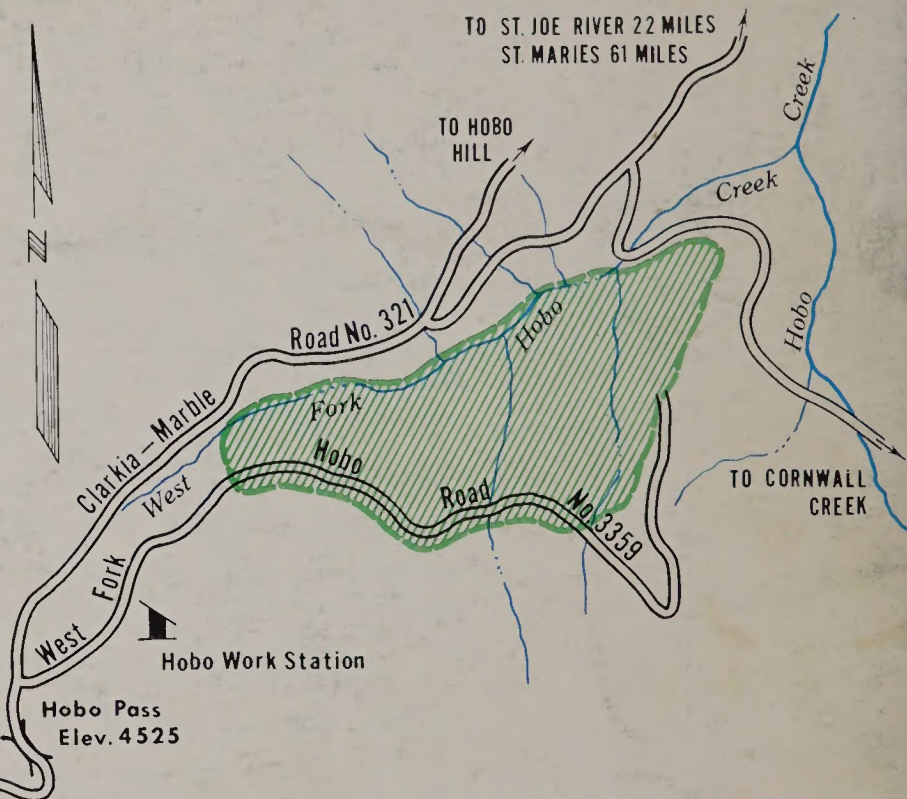 TO ST. JOE RIVER 22 MILES
ST. MARIES 61 MILES
TO HOBO
HILL
Creek
Creek
Hobo
N
Clarkia-Marble Road No. 321
West Fork Hobo
West Fork Hobo Road No. 3359
TO CORNWALL
CREEK
Hobo Work Station
Hobo Pass
Elev. 4525